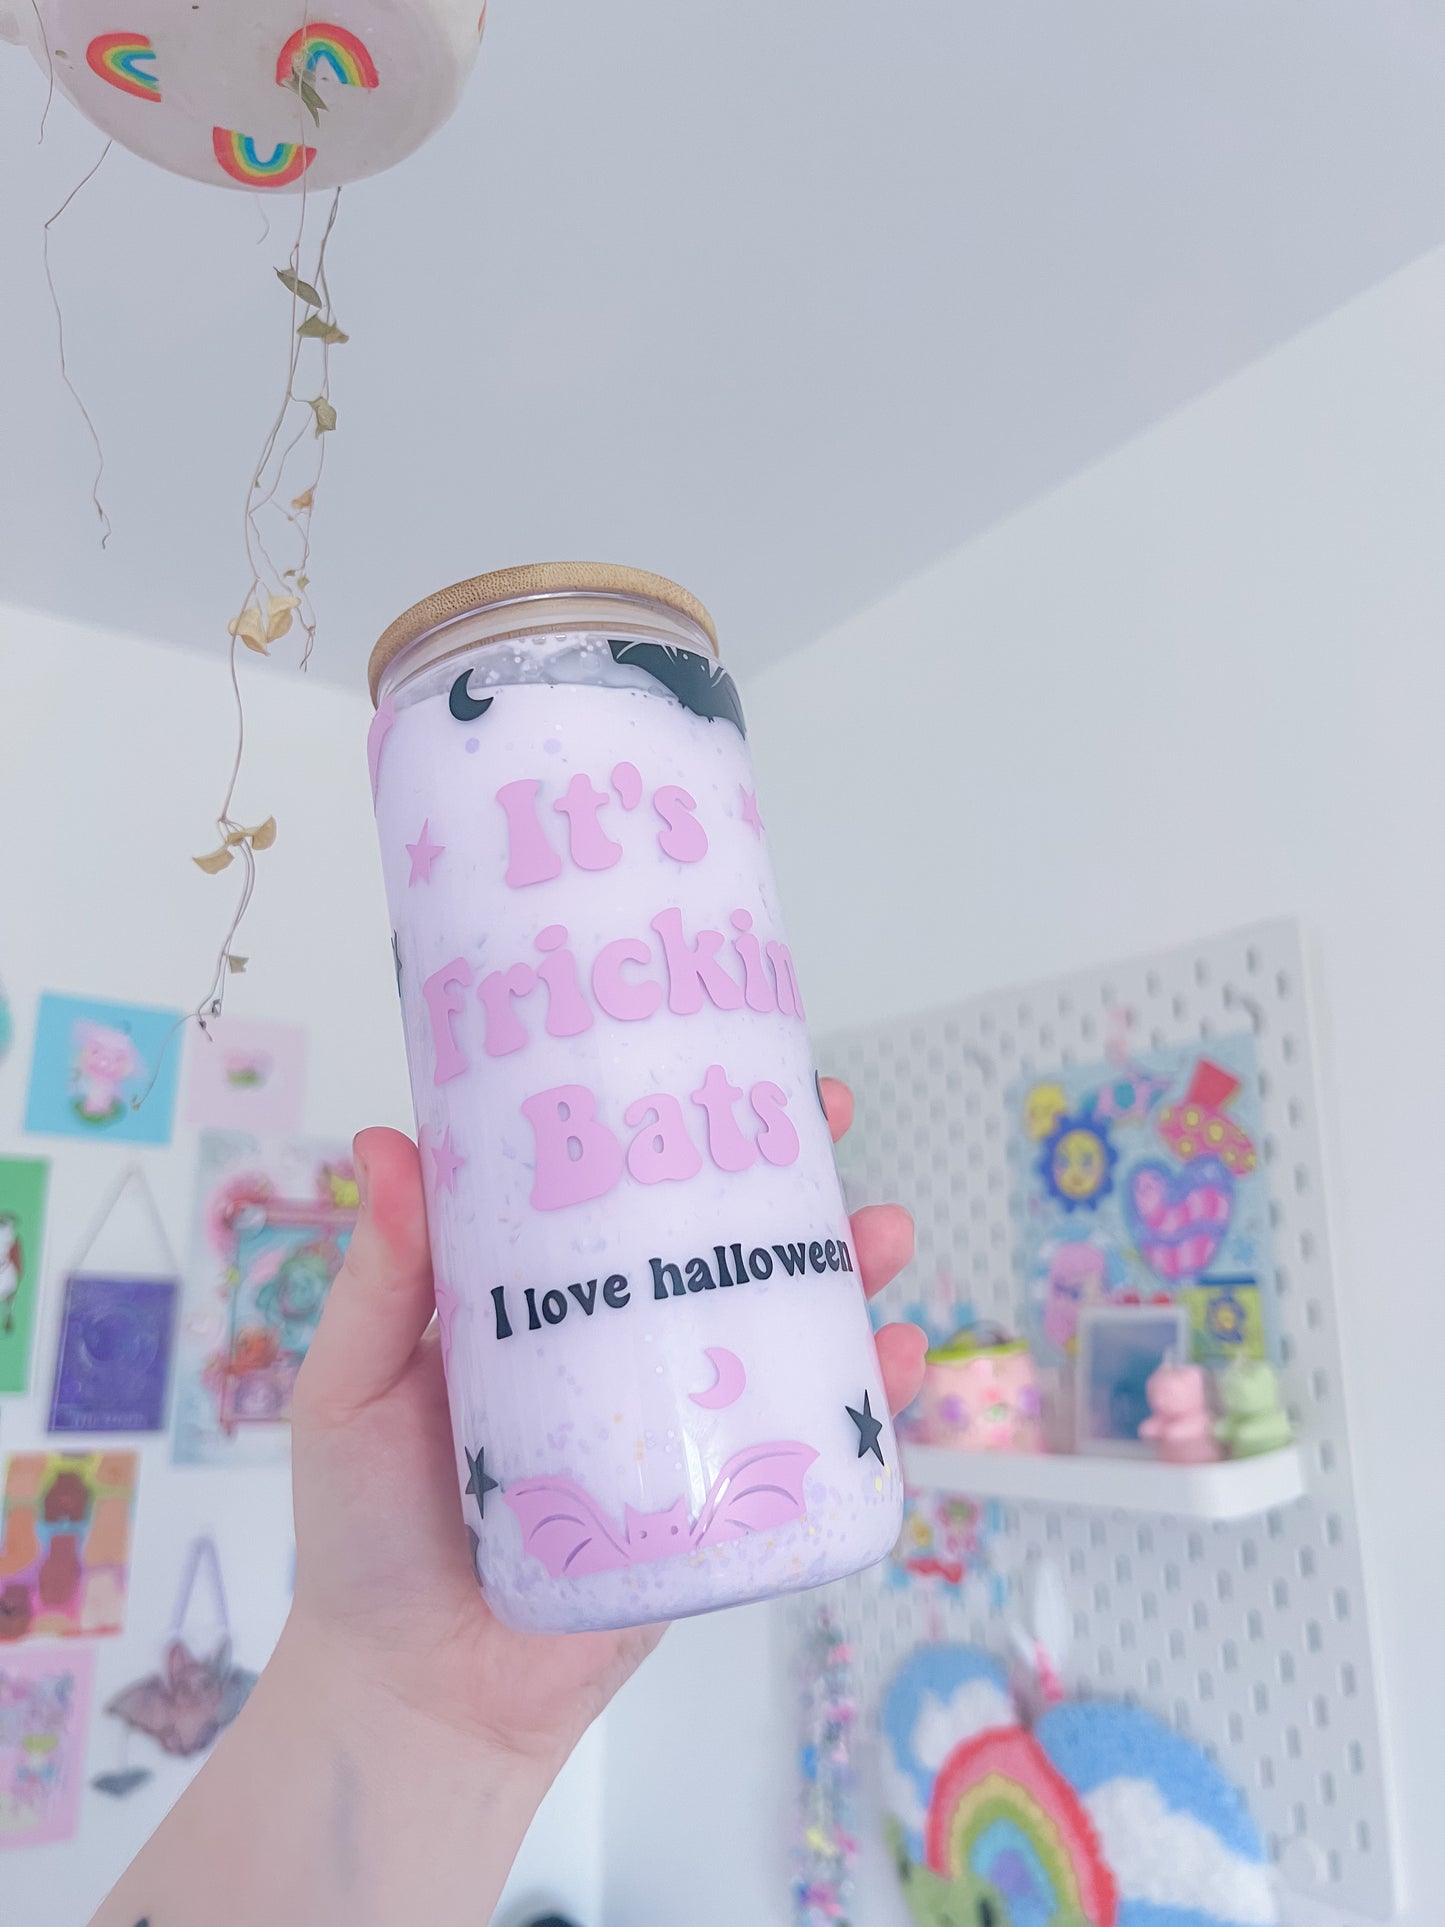 It's
Frickin
Bats
I love halloween